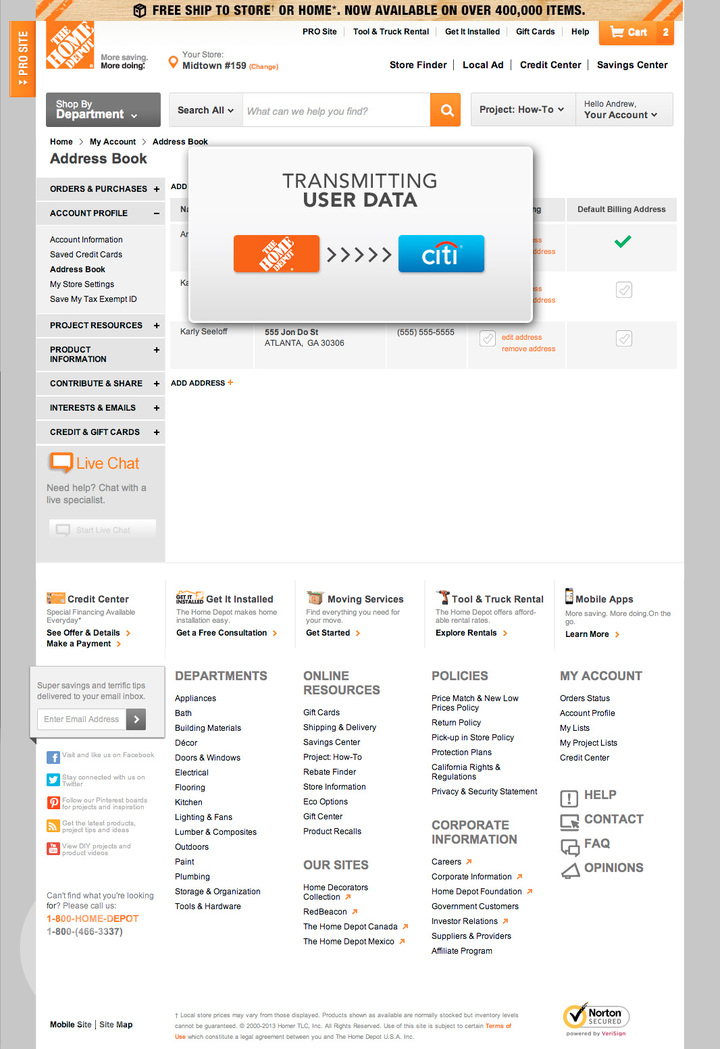 FREE SHIP TO STORE† OR HOME*. NOW AVAILABLE ON OVER 400,000 ITEMS.
PRO SITE
THE HOME DEPOT
More saving.
More doing.
Your Store:
Midtown #159 (Change)
PRO Site
Tool & Truck Rental
Get It Installed
Gift Cards
Help
Cart 2
Store Finder
Local Ad
Credit Center
Savings Center
Shop By
Department
Search All
What can we help you find?
Project: How-To
Hello Andrew,
Your Account
Home > My Account > Address Book
Address Book
TRANSMITTING
USER DATA
THE HOME DEPOT
>>>>>
citi
ORDERS & PURCHASES +
ACCOUNT PROFILE –
Account Information
Saved Credit Cards
Address Book
My Store Settings
Save My Tax Exempt ID
PROJECT RESOURCES +
PRODUCT +
INFORMATION
CONTRIBUTE & SHARE +
INTERESTS & EMAILS +
CREDIT & GIFT CARDS +
Live Chat
Need help? Chat with a
live specialist.
Start Live Chat
ADD
Default Billing Address
Karly Seeloff
555 Jon Do St
ATLANTA, GA 30306
(555) 555-5555
edit address
remove address
ADD ADDRESS +
Credit Center
Special Financing Available
Everyday*
See Offer & Details >
Make a Payment >
GET IT INSTALLED
Get It Installed
The Home Depot makes home
installation easy.
Get a Free Consultation >
Moving Services
Find everything you need for
your move.
Get Started >
Tool & Truck Rental
The Home Depot offers afford-
able rental rates.
Explore Rentals >
Mobile Apps
More saving. More doing.On the
go.
Learn More >
Super savings and terrific tips
delivered to your email inbox.
Enter Email Address >
Visit and like us on Facebook
Stay connected with us on
Twitter
Follow our Pinterest boards
for projects and inspiration
Get the latest products,
project tips and ideas
View DIY projects and
product videos
Can't find what you're looking
for? Please call us:
1-800-HOME-DEPOT
1-800-(466-3337)
DEPARTMENTS
Appliances
Bath
Building Materials
Décor
Doors & Windows
Electrical
Flooring
Kitchen
Lighting & Fans
Lumber & Composites
Outdoors
Paint
Plumbing
Storage & Organization
Tools & Hardware
ONLINE
RESOURCES
Gift Cards
Shipping & Delivery
Savings Center
Project: How-To
Rebate Finder
Store Information
Eco Options
Gift Center
Product Recalls
OUR SITES
Home Decorators
Collection
RedBeacon
The Home Depot Canada
The Home Depot Mexico
POLICIES
Price Match & New Low
Prices Policy
Return Policy
Pick-up in Store Policy
Protection Plans
California Rights &
Regulations
Privacy & Security Statement
CORPORATE
INFORMATION
Careers
Corporate Information
Home Depot Foundation
Government Customers
Investor Relations
Suppliers & Providers
Affiliate Program
MY ACCOUNT
Orders Status
Account Profile
My Lists
My Project Lists
Credit Center
HELP
CONTACT
FAQ
OPINIONS
Mobile Site | Site Map
† Local store prices may vary from those displayed. Products shown as available are normally stocked but inventory levels
cannot be guaranteed. © 2000-2013 Homer TLC, Inc. All Rights Reserved. Use of this site is subject to certain Terms of
Use which constitute a legal agreement between you and The Home Depot U.S.A. Inc.
Norton
SECURED
powered by VeriSign